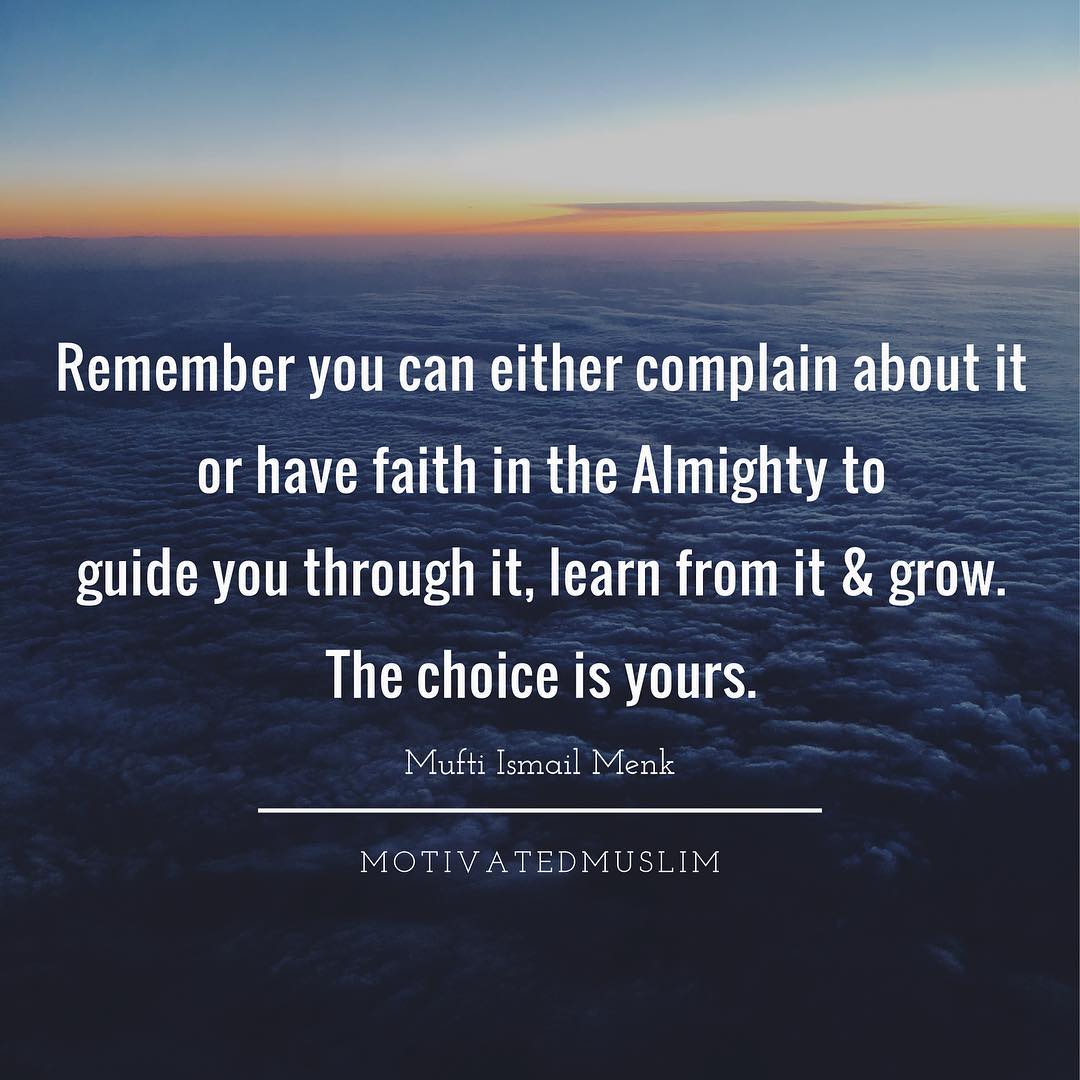 Remember you can either complain about it
or have faith in the Almighty to
guide you through it, learn from it & grow.
The choice is yours.
Mufti Ismail Menk
MOTIVATEDMUSLIM